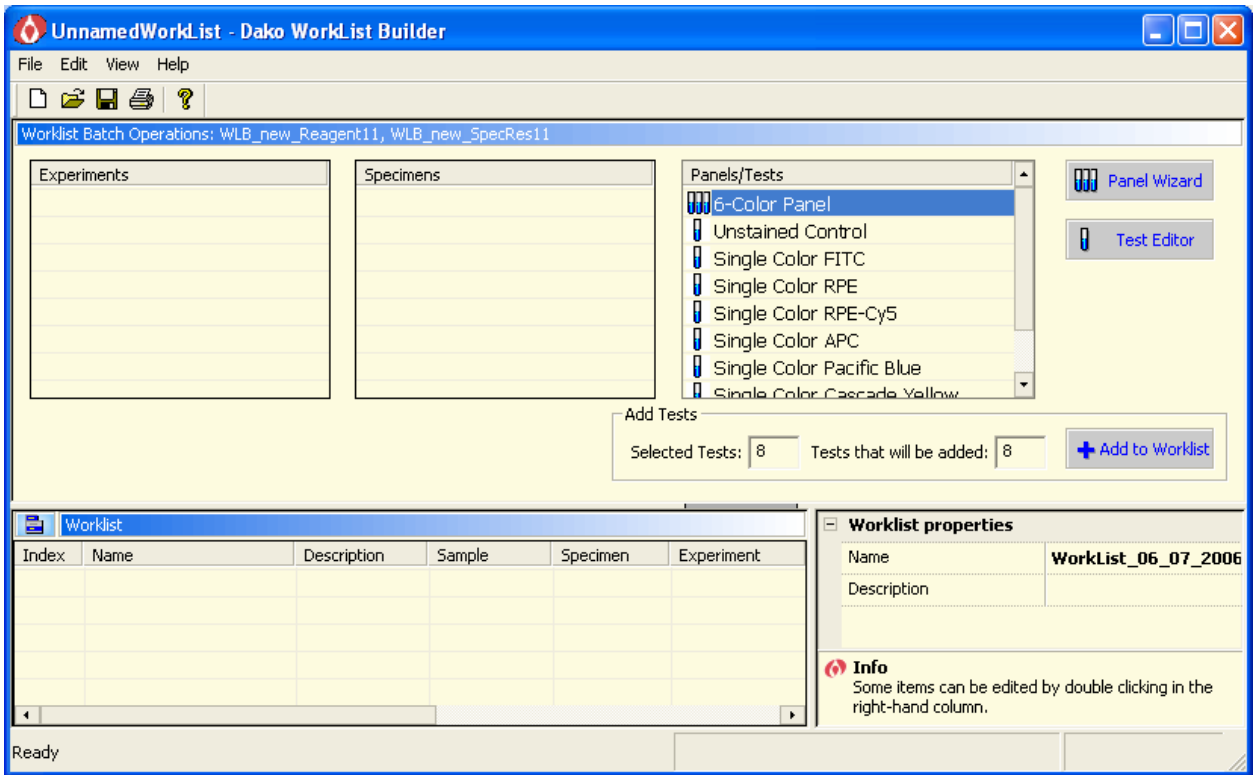 UnnamedWorkList - Dako WorkList Builder
File Edit View Help
Worklist Batch Operations: WLB_new_Reagent11, WLB_new_SpecRes11
Experiments
Specimens
Panels/Tests
6-Color Panel
Unstained Control
Single Color FITC
Single Color RPE
Single Color RPE-Cy5
Single Color APC
Single Color Pacific Blue
Single Color Cascade Yellow
Panel Wizard
Test Editor
Add Tests
Selected Tests: 8 Tests that will be added: 8 Add to Worklist
Worklist
Index Name Description Sample Specimen Experiment
Worklist properties
Name WorkList_06_07_2006
Description
Info
Some items can be edited by double clicking in the
right-hand column.
Ready